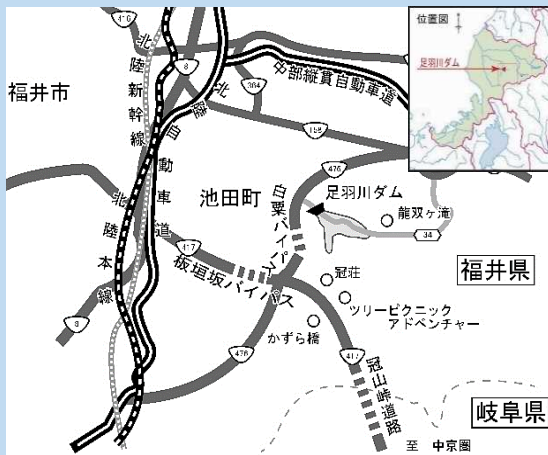 416
北陸新幹線
8
北陸自動車道
364
中部縦貫自動車道
158
福井市
位置図
足羽川ダム
476
足羽川ダム
池田町
白粟バイパス
龍双ヶ滝
34
北陸本線
417
板垣坂バイパス
冠荘
福井県
ツリーピクニック
アドベンチャー
8
かずら橋
476
417
冠山峠道路
岐阜県
至 中京圏